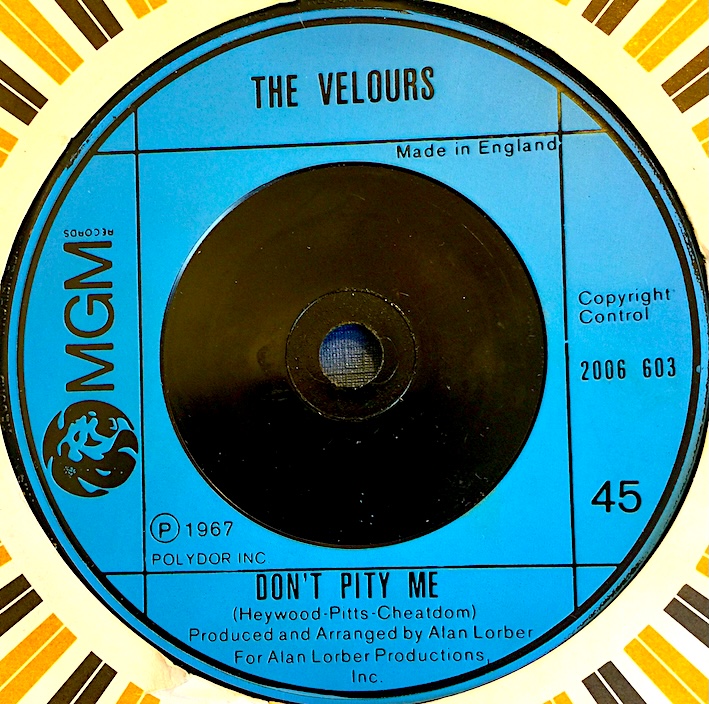 THE VELOURS
Made in England
MGM
RECORDS
Copyright
Control
2006 603
45
Ⓟ 1967
POLYDOR INC
DON'T PITY ME
(Heywood-Pitts-Cheatdom)
Produced and Arranged by Alan Lorber
For Alan Lorber Productions,
Inc.